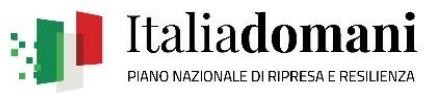 Italiadomani
PIANO NAZIONALE DI RIPRESA E RESILIENZA